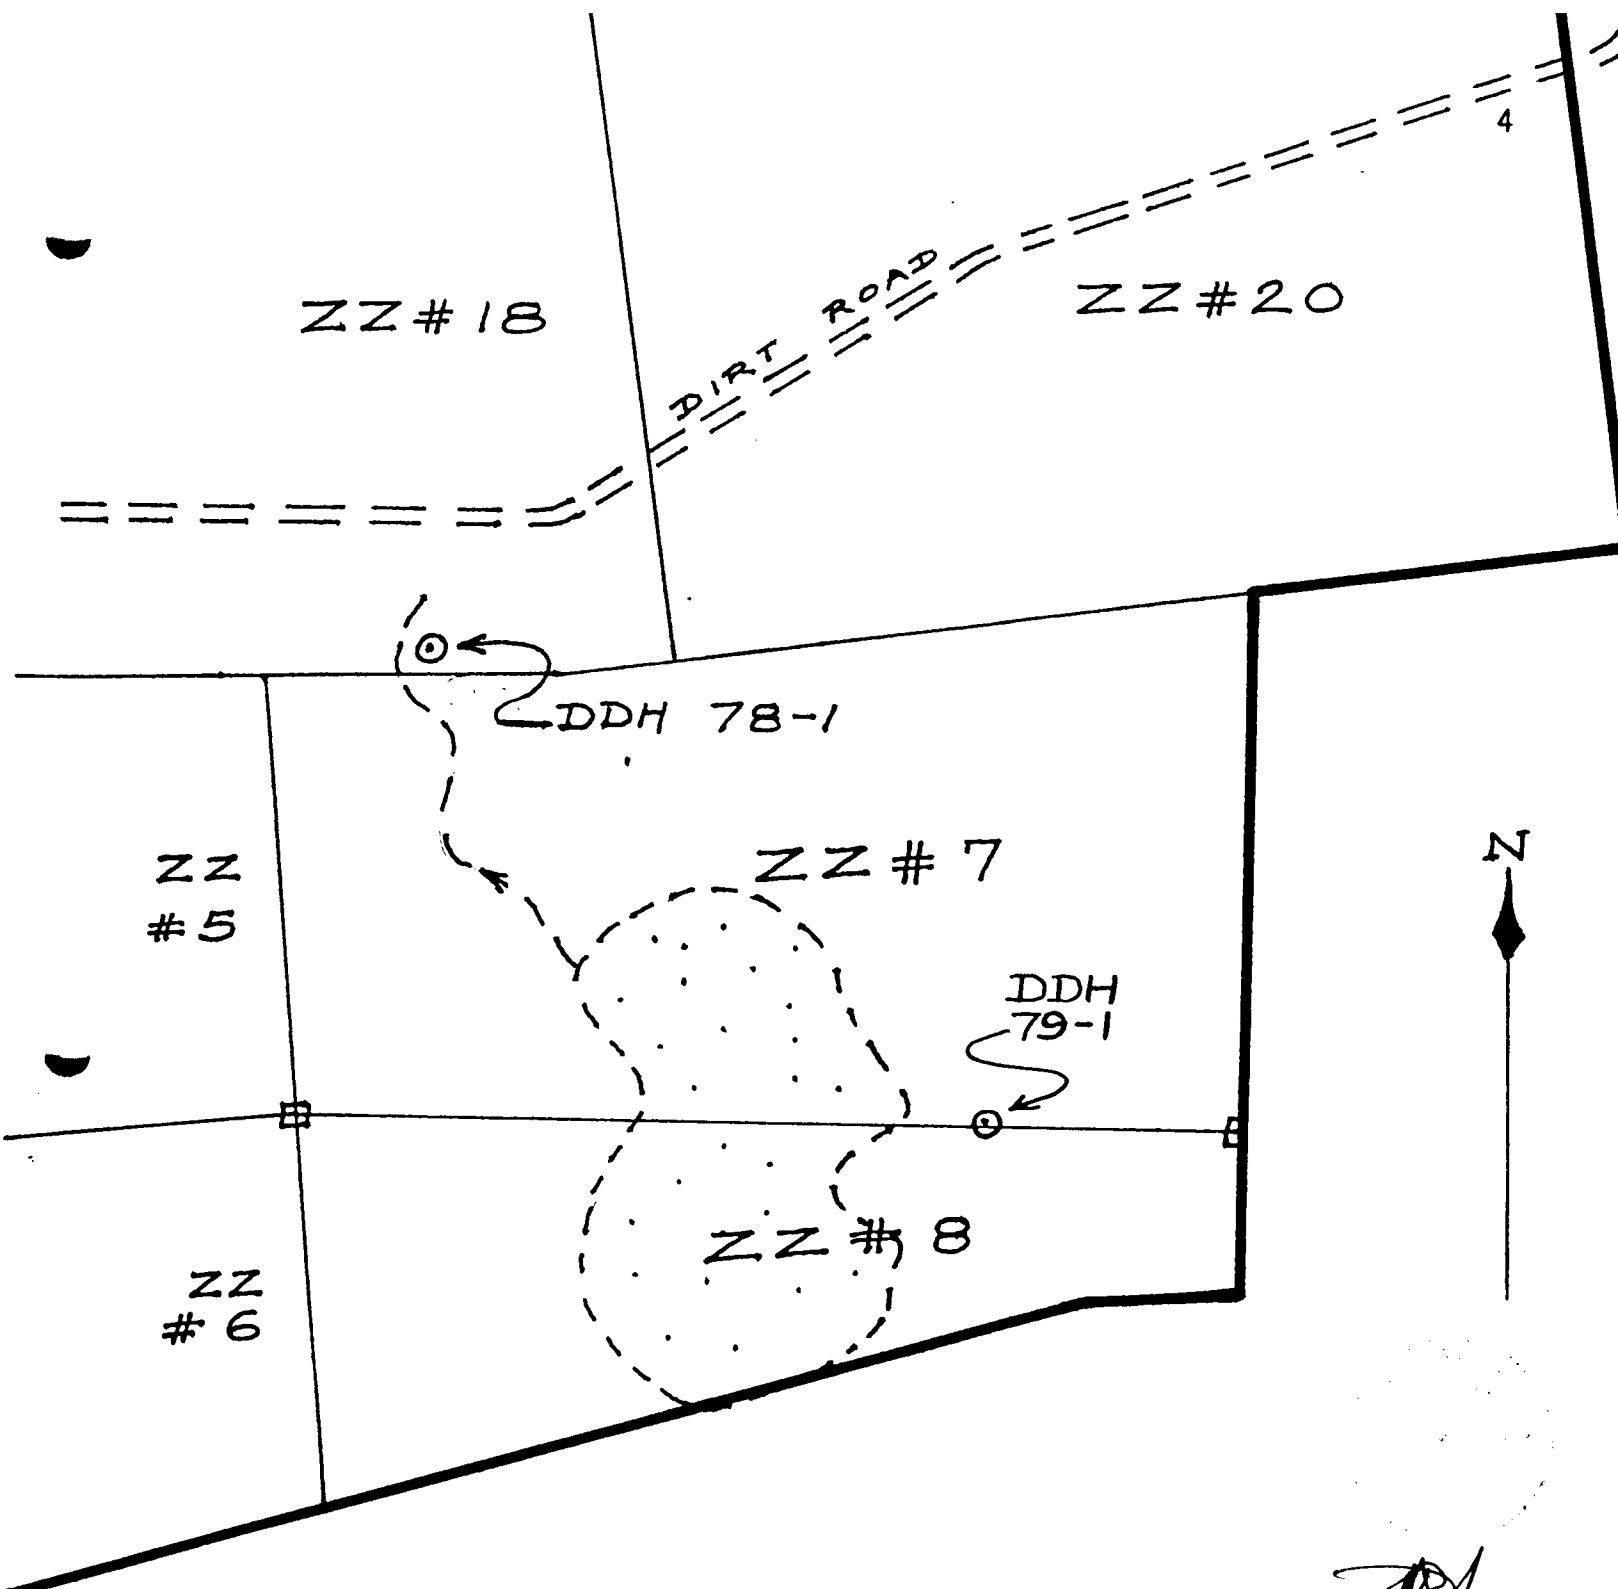 4
DIRT ROAD
ZZ # 18
ZZ # 20
DDH 78-1
ZZ # 7
ZZ
# 5
N
DDH
79-1
ZZ # 8
ZZ
# 6